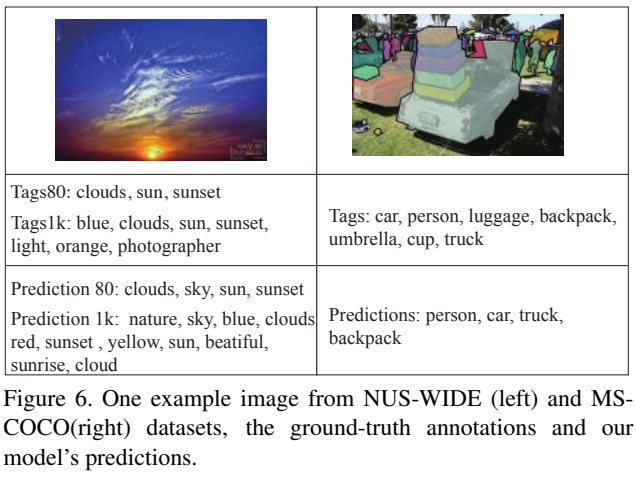 Tags80: clouds, sun, sunset
Tags1k: blue, clouds, sun, sunset,
light, orange, photographer
Tags: car, person, luggage, backpack,
umbrella, cup, truck
Prediction 80: clouds, sky, sun, sunset
Prediction 1k: nature, sky, blue, clouds
red, sunset , yellow, sun, beatiful,
sunrise, cloud
Predictions: person, car, truck,
backpack
Figure 6. One example image from NUS-WIDE (left) and MS-
COCO(right) datasets, the ground-truth annotations and our
model's predictions.